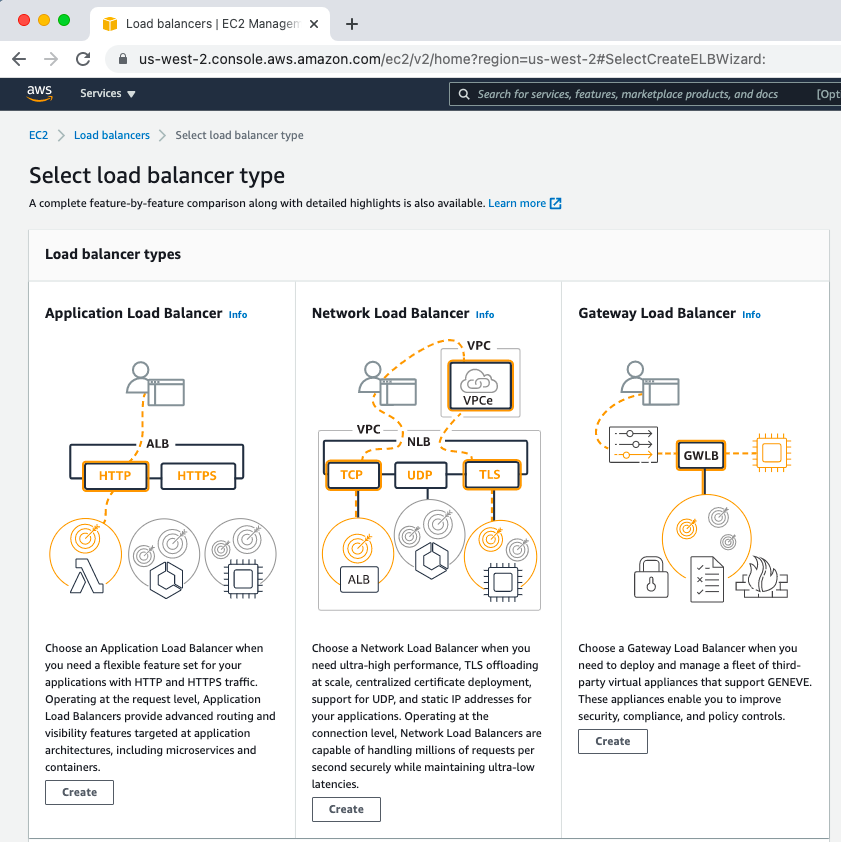 Load balancers | EC2 Managem
us-west-2.console.aws.amazon.com/ec2/v2/home?region=us-west-2#SelectCreateELBWizard:
aws
Services
Search for services, features, marketplace products, and docs
[Opt
EC2
Load balancers
Select load balancer type
Select load balancer type
A complete feature-by-feature comparison along with detailed highlights is also available. Learn more
Load balancer types
Application Load Balancer Info
ALB
HTTP
HTTPS
Choose an Application Load Balancer when
you need a flexible feature set for your
applications with HTTP and HTTPS traffic.
Operating at the request level, Application
Load Balancers provide advanced routing and
visibility features targeted at application
architectures, including microservices and
containers.
Create
Network Load Balancer Info
VPC
VPCe
VPC
NLB
TCP
UDP
TLS
ALB
Choose a Network Load Balancer when you
need ultra-high performance, TLS offloading
at scale, centralized certificate deployment,
support for UDP, and static IP addresses for
your applications. Operating at the
connection level, Network Load Balancers are
capable of handling millions of requests per
second securely while maintaining ultra-low
latencies.
Create
Gateway Load Balancer Info
GWLB
Choose a Gateway Load Balancer when you
need to deploy and manage a fleet of third-
party virtual appliances that support GENEVE.
These appliances enable you to improve
security, compliance, and policy controls.
Create